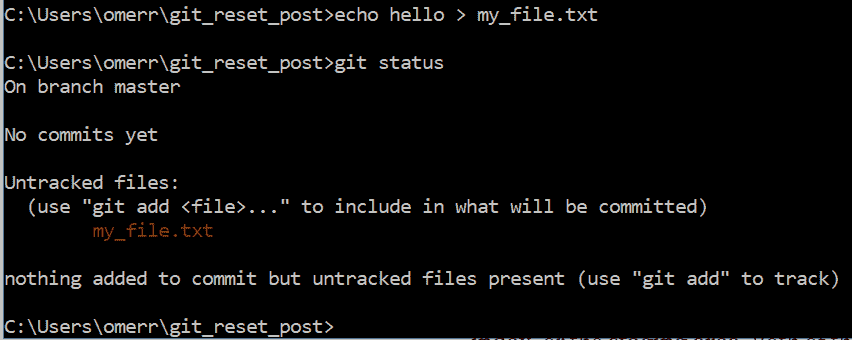 C:\Users\omerr\git_reset_post>echo hello > my_file.txt
C:\Users\omerr\git_reset_post>git status
On branch master
No commits yet
Untracked files:
  (use "git add <file>..." to include in what will be committed)
        my_file.txt
nothing added to commit but untracked files present (use "git add" to track)
C:\Users\omerr\git_reset_post>